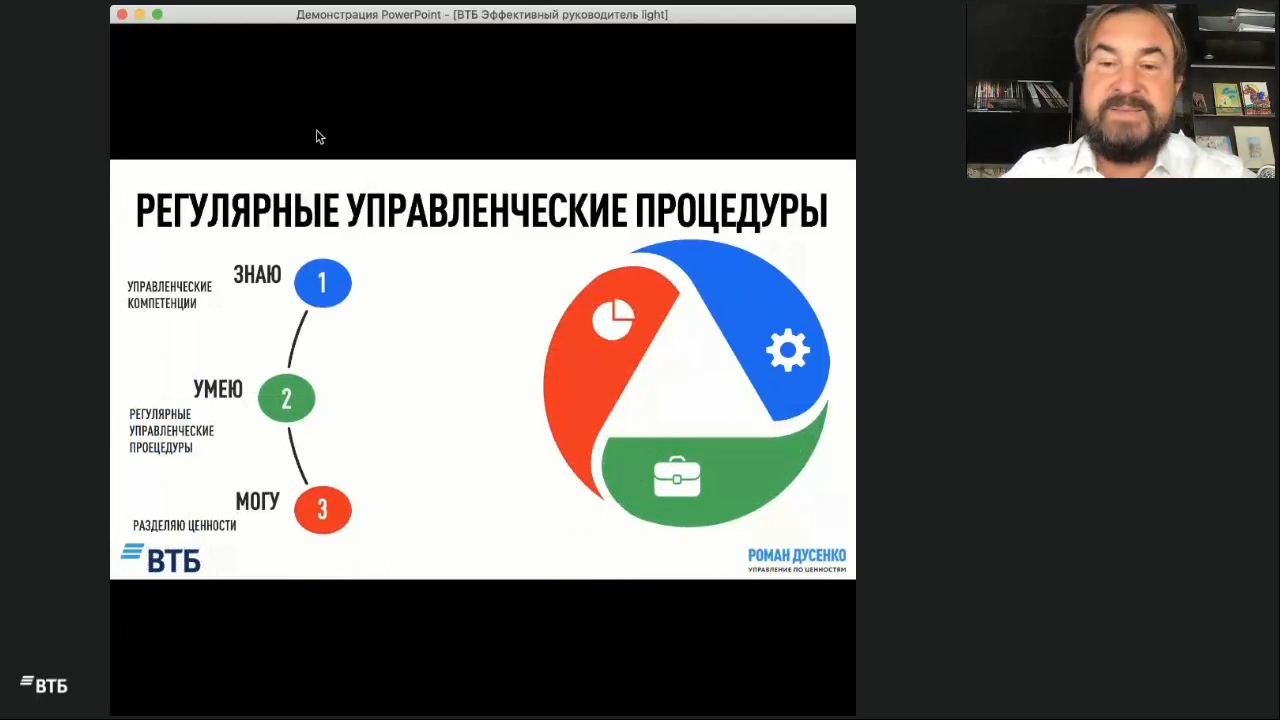 Демонстрация PowerPoint - [ВТБ Эффективный руководитель light]
РЕГУЛЯРНЫЕ УПРАВЛЕНЧЕСКИЕ ПРОЦЕДУРЫ
ЗНАЮ
1
УПРАВЛЕНЧЕСКИЕ
КОМПЕТЕНЦИИ
УМЕЮ
2
РЕГУЛЯРНЫЕ
УПРАВЛЕНЧЕСКИЕ
ПРОЕЦЕДУРЫ
МОГУ
3
РАЗДЕЛЯЮ ЦЕННОСТИ
ВТБ
РОМАН ДУСЕНКО
УПРАВЛЕНИЕ ПО ЦЕННОСТЯМ
ВТБ